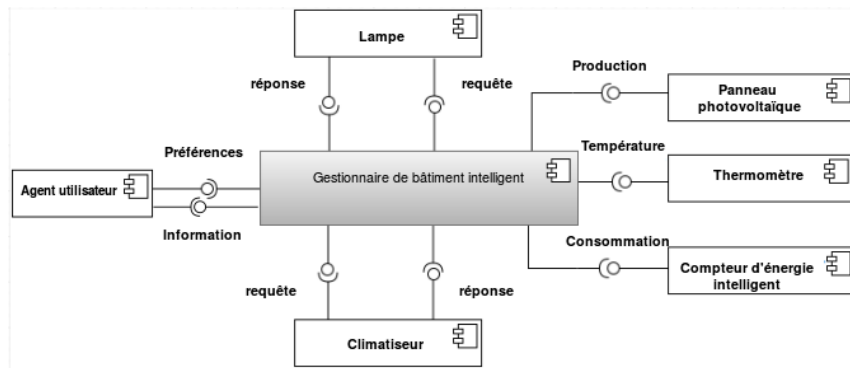 Lampe
réponse
requête
Production
Panneau
photovoltaïque
Préférences
Température
Gestionnaire de bâtiment intelligent
Agent utilisateur
Thermomètre
Information
Consommation
Compteur d'énergie
intelligent
requête
réponse
Climatiseur